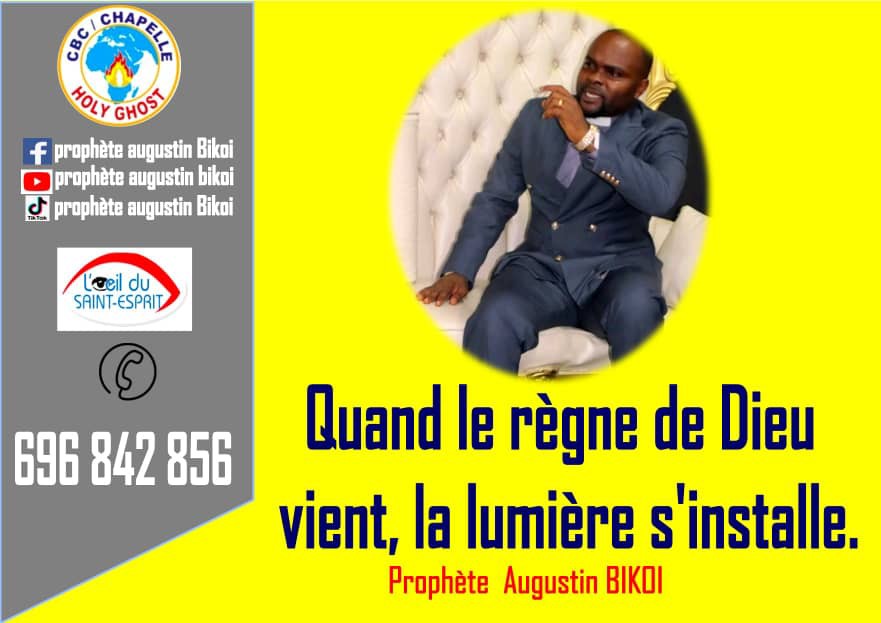 CBC / CHAPELLE
HOLY GHOST
prophète augustin Bikoi
prophète augustin bikoi
TikTok
prophète augustin Bikoi
L'œil du
SAINT-ESPRIT
696 842 856
Quand le règne de Dieu
vient, la lumière s'installe.
Prophète Augustin BIKOI